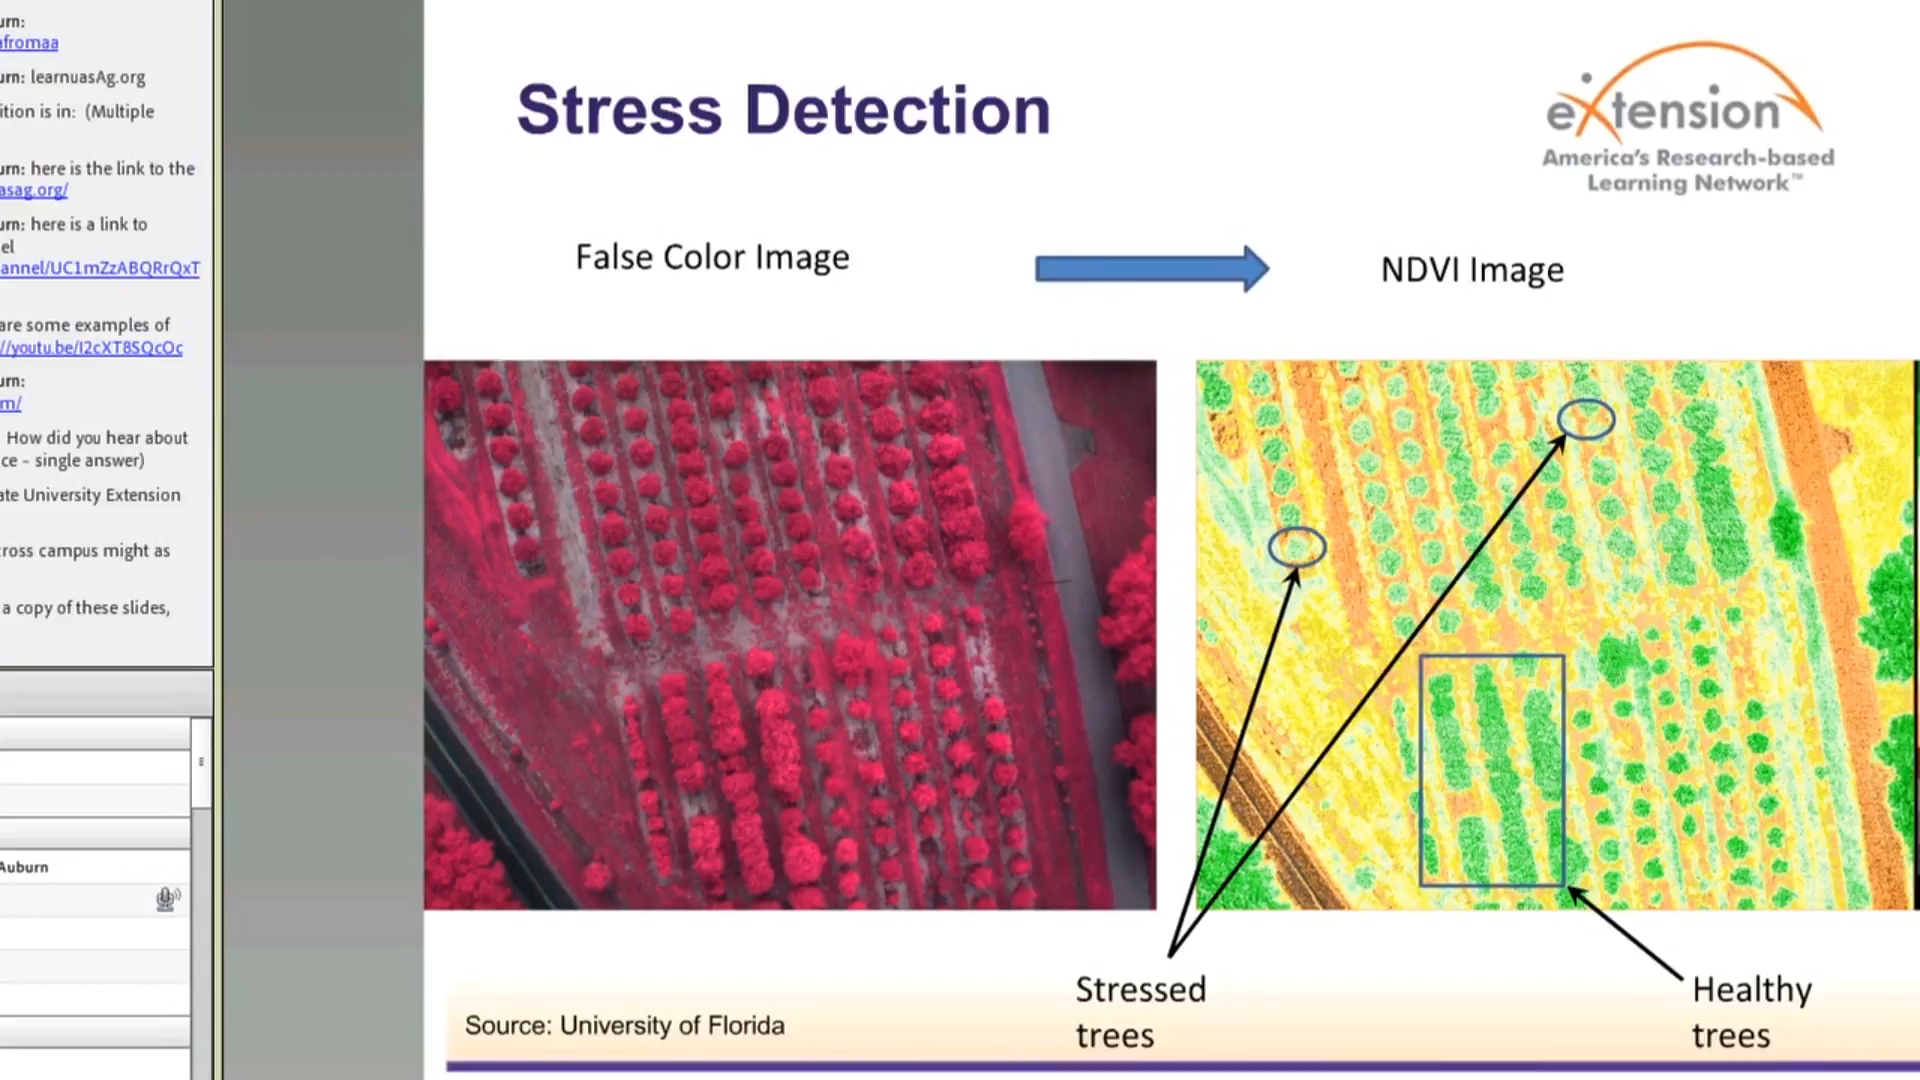 urn:
afromaa
urn: learnuasAg.org
ition is in: (Multiple
urn: here is the link to the
asag.org/
urn: here is a link to
el
annel/UC1mZzABQRrQxT
are some examples of
//youtu.be/I2cXT8SQcOc
urn:
m/
How did you hear about
ce - single answer)
ate University Extension
ross campus might as
a copy of these slides,
Auburn
Stress Detection
eXtension
America's Research-based
Learning Network™
False Color Image
NDVI Image
Stressed
trees
Healthy
trees
Source: University of Florida